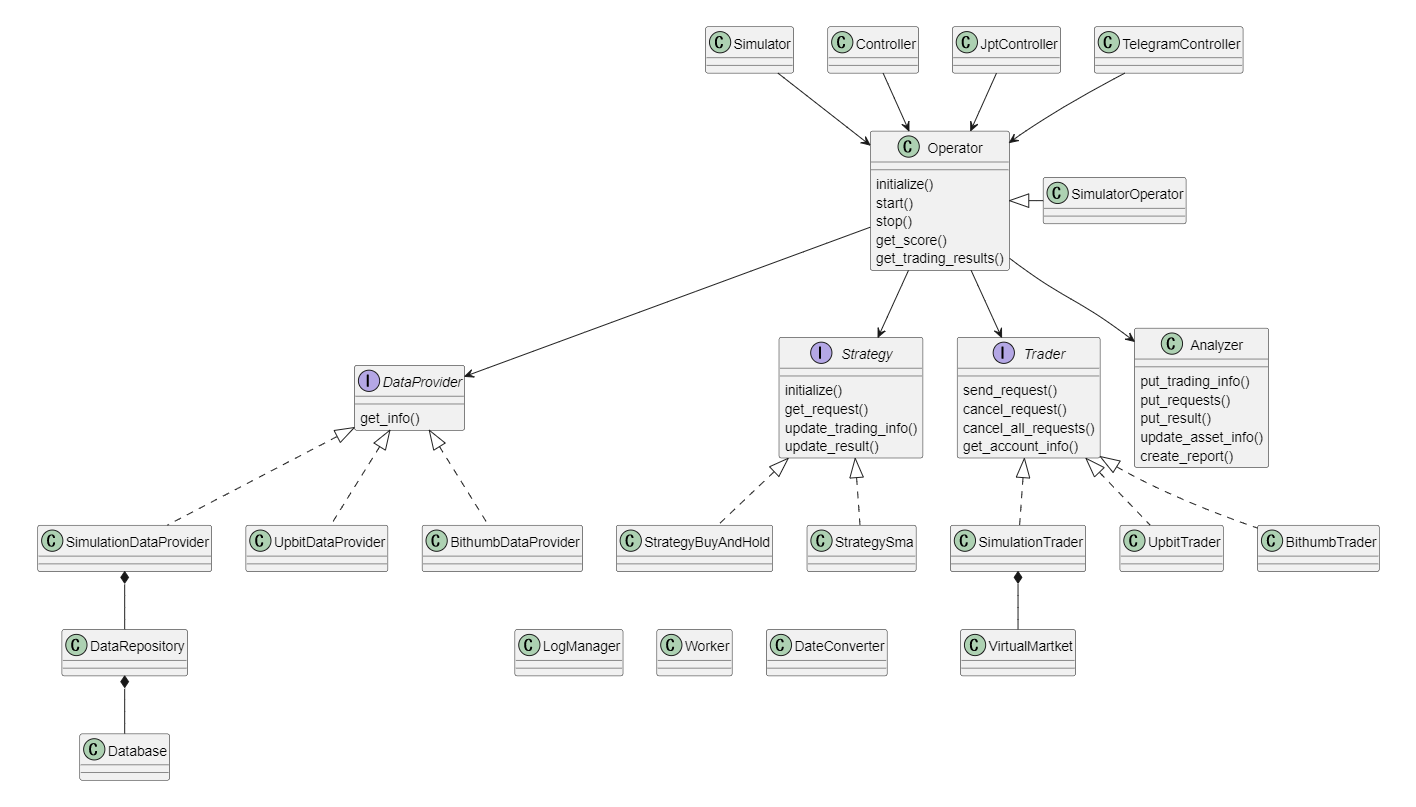 C Simulator
C Controller
C JptController
C TelegramController
C Operator
initialize()
start()
stop()
get_score()
get_trading_results()
C SimulatorOperator
I DataProvider
get_info()
I Strategy
initialize()
get_request()
update_trading_info()
update_result()
I Trader
send_request()
cancel_request()
cancel_all_requests()
get_account_info()
C Analyzer
put_trading_info()
put_requests()
put_result()
update_asset_info()
create_report()
C SimulationDataProvider
C UpbitDataProvider
C BithumbDataProvider
C StrategyBuyAndHold
C StrategySma
C SimulationTrader
C UpbitTrader
C BithumbTrader
C DataRepository
C LogManager
C Worker
C DateConverter
C VirtualMartket
C Database